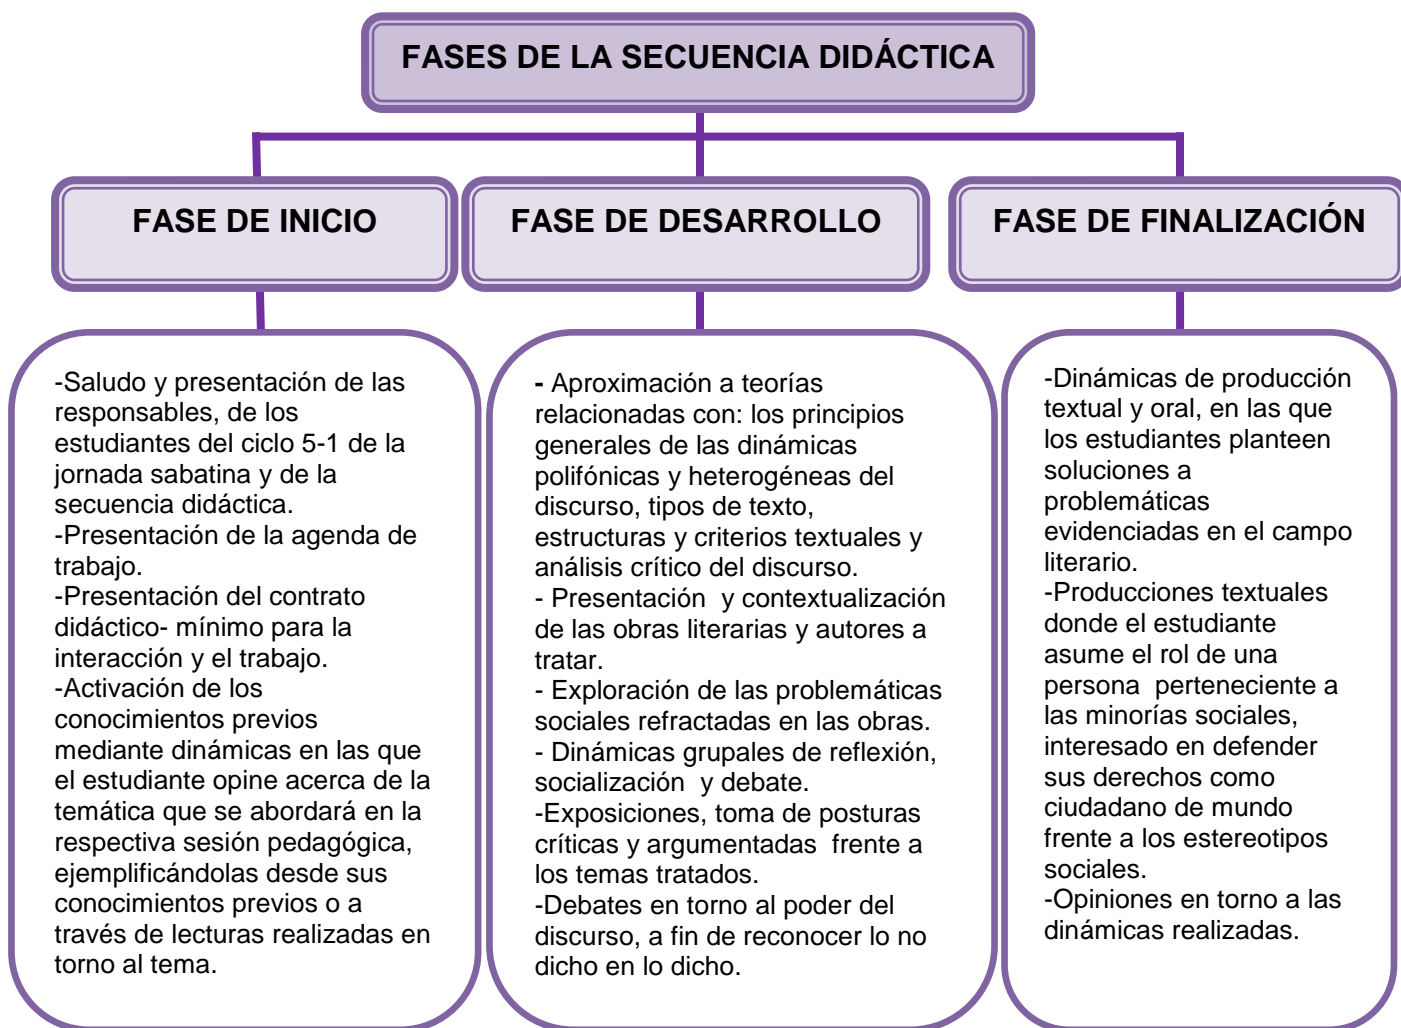 FASES DE LA SECUENCIA DIDÁCTICA
FASE DE INICIO
FASE DE DESARROLLO
FASE DE FINALIZACIÓN
-Saludo y presentación de las
responsables, de los
estudiantes del ciclo 5-1 de la
jornada sabatina y de la
secuencia didáctica.
-Presentación de la agenda de
trabajo.
-Presentación del contrato
didáctico- mínimo para la
interacción y el trabajo.
-Activación de los
conocimientos previos
mediante dinámicas en las que
el estudiante opine acerca de la
temática que se abordará en la
respectiva sesión pedagógica,
ejemplificándolas desde sus
conocimientos previos o a
través de lecturas realizadas en
torno al tema.
- Aproximación a teorías
relacionadas con: los principios
generales de las dinámicas
polifónicas y heterogéneas del
discurso, tipos de texto,
estructuras y criterios textuales y
análisis crítico del discurso.
- Presentación y contextualización
de las obras literarias y autores a
tratar.
- Exploración de las problemáticas
sociales refractadas en las obras.
- Dinámicas grupales de reflexión,
socialización y debate.
-Exposiciones, toma de posturas
críticas y argumentadas frente a
los temas tratados.
-Debates en torno al poder del
discurso, a fin de reconocer lo no
dicho en lo dicho.
-Dinámicas de producción
textual y oral, en las que
los estudiantes planteen
soluciones a
problemáticas
evidenciadas en el campo
literario.
-Producciones textuales
donde el estudiante
asume el rol de una
persona perteneciente a
las minorías sociales,
interesado en defender
sus derechos como
ciudadano de mundo
frente a los estereotipos
sociales.
-Opiniones en torno a las
dinámicas realizadas.